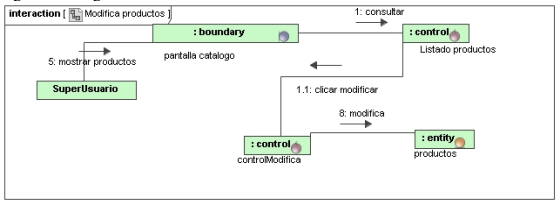 interaction [ Modifica productos ]
1: consultar
: boundary
: control
pantalla catalogo
Listado productos
5: mostrar productos
SuperUsuario
1.1: clicar modificar
8: modifica
: control
: entity
controlModifica
productos